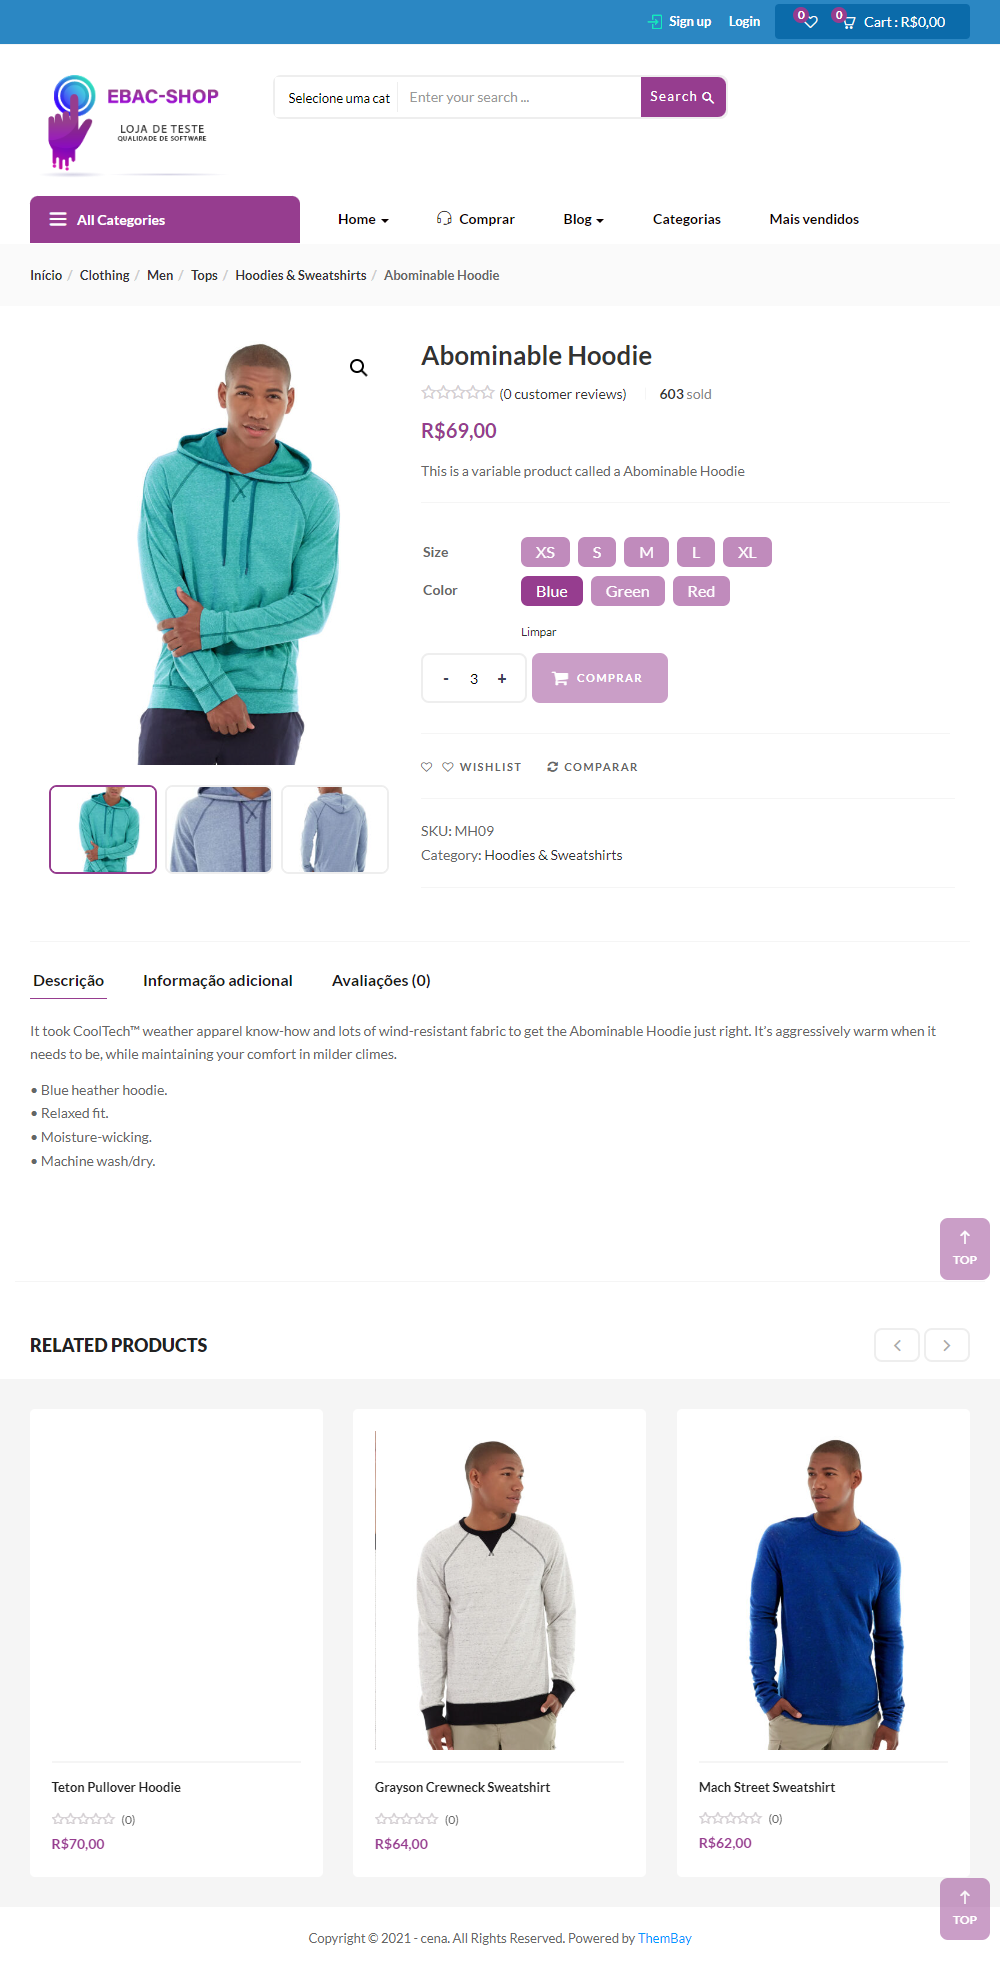 Sign up Login 0 0 Cart : R$0,00
EBAC-SHOP
LOJA DE TESTE
QUALIDADE DE SOFTWARE
Selecione uma cat Enter your search ... Search
All Categories Home Comprar Blog Categorias Mais vendidos
Início / Clothing / Men / Tops / Hoodies & Sweatshirts / Abominable Hoodie
Abominable Hoodie
(0 customer reviews) 603 sold
R$69,00
This is a variable product called a Abominable Hoodie
Size XS S M L XL
Color Blue Green Red
Limpar
- 3 + COMPRAR
WISHLIST COMPARAR
SKU: MH09
Category: Hoodies & Sweatshirts
Descrição Informação adicional Avaliações (0)
It took CoolTech™ weather apparel know-how and lots of wind-resistant fabric to get the Abominable Hoodie just right. It’s aggressively warm when it
needs to be, while maintaining your comfort in milder climes.
• Blue heather hoodie.
• Relaxed fit.
• Moisture-wicking.
• Machine wash/dry.
TOP
RELATED PRODUCTS
Teton Pullover Hoodie
(0)
R$70,00
Grayson Crewneck Sweatshirt
(0)
R$64,00
Mach Street Sweatshirt
(0)
R$62,00
TOP
Copyright © 2021 - cena. All Rights Reserved. Powered by ThemBay